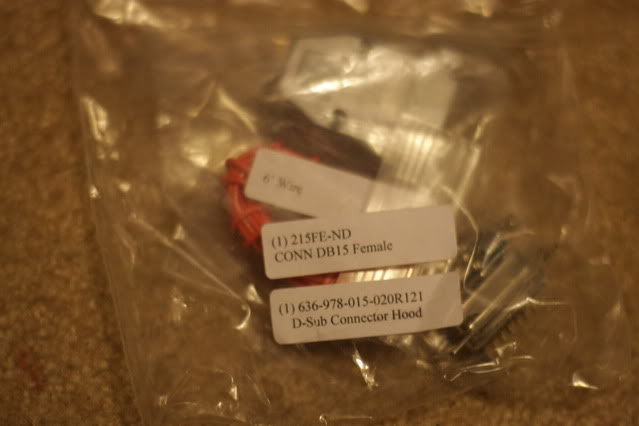 6' Wire
(1) 215FE-ND
CONN DB15 Female
(1) 636-978-015-020R121
D-Sub Connector Hood